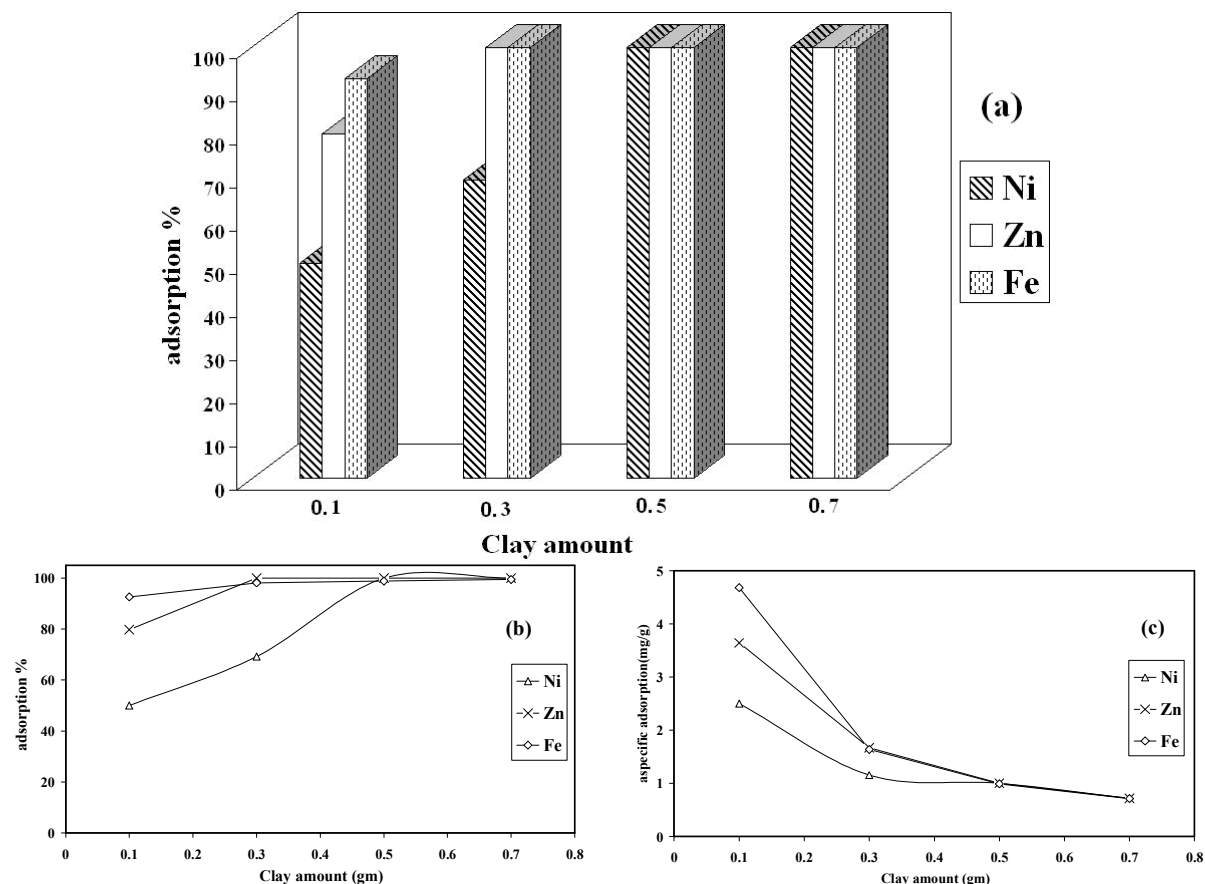 (a)
adsorption %
100
90
80
70
60
50
40
30
20
10
0
0.1 0.3 0.5 0.7
Clay amount
Ni
Zn
Fe
(b)
adsorption %
100
80
60
40
20
0
0 0.1 0.2 0.3 0.4 0.5 0.6 0.7 0.8
Clay amount (gm)
Ni
Zn
Fe
(c)
aspecific adsorption(mg/g)
5
4
3
2
1
0
0 0.1 0.2 0.3 0.4 0.5 0.6 0.7 0.8
Clay amount (gm)
Ni
Zn
Fe